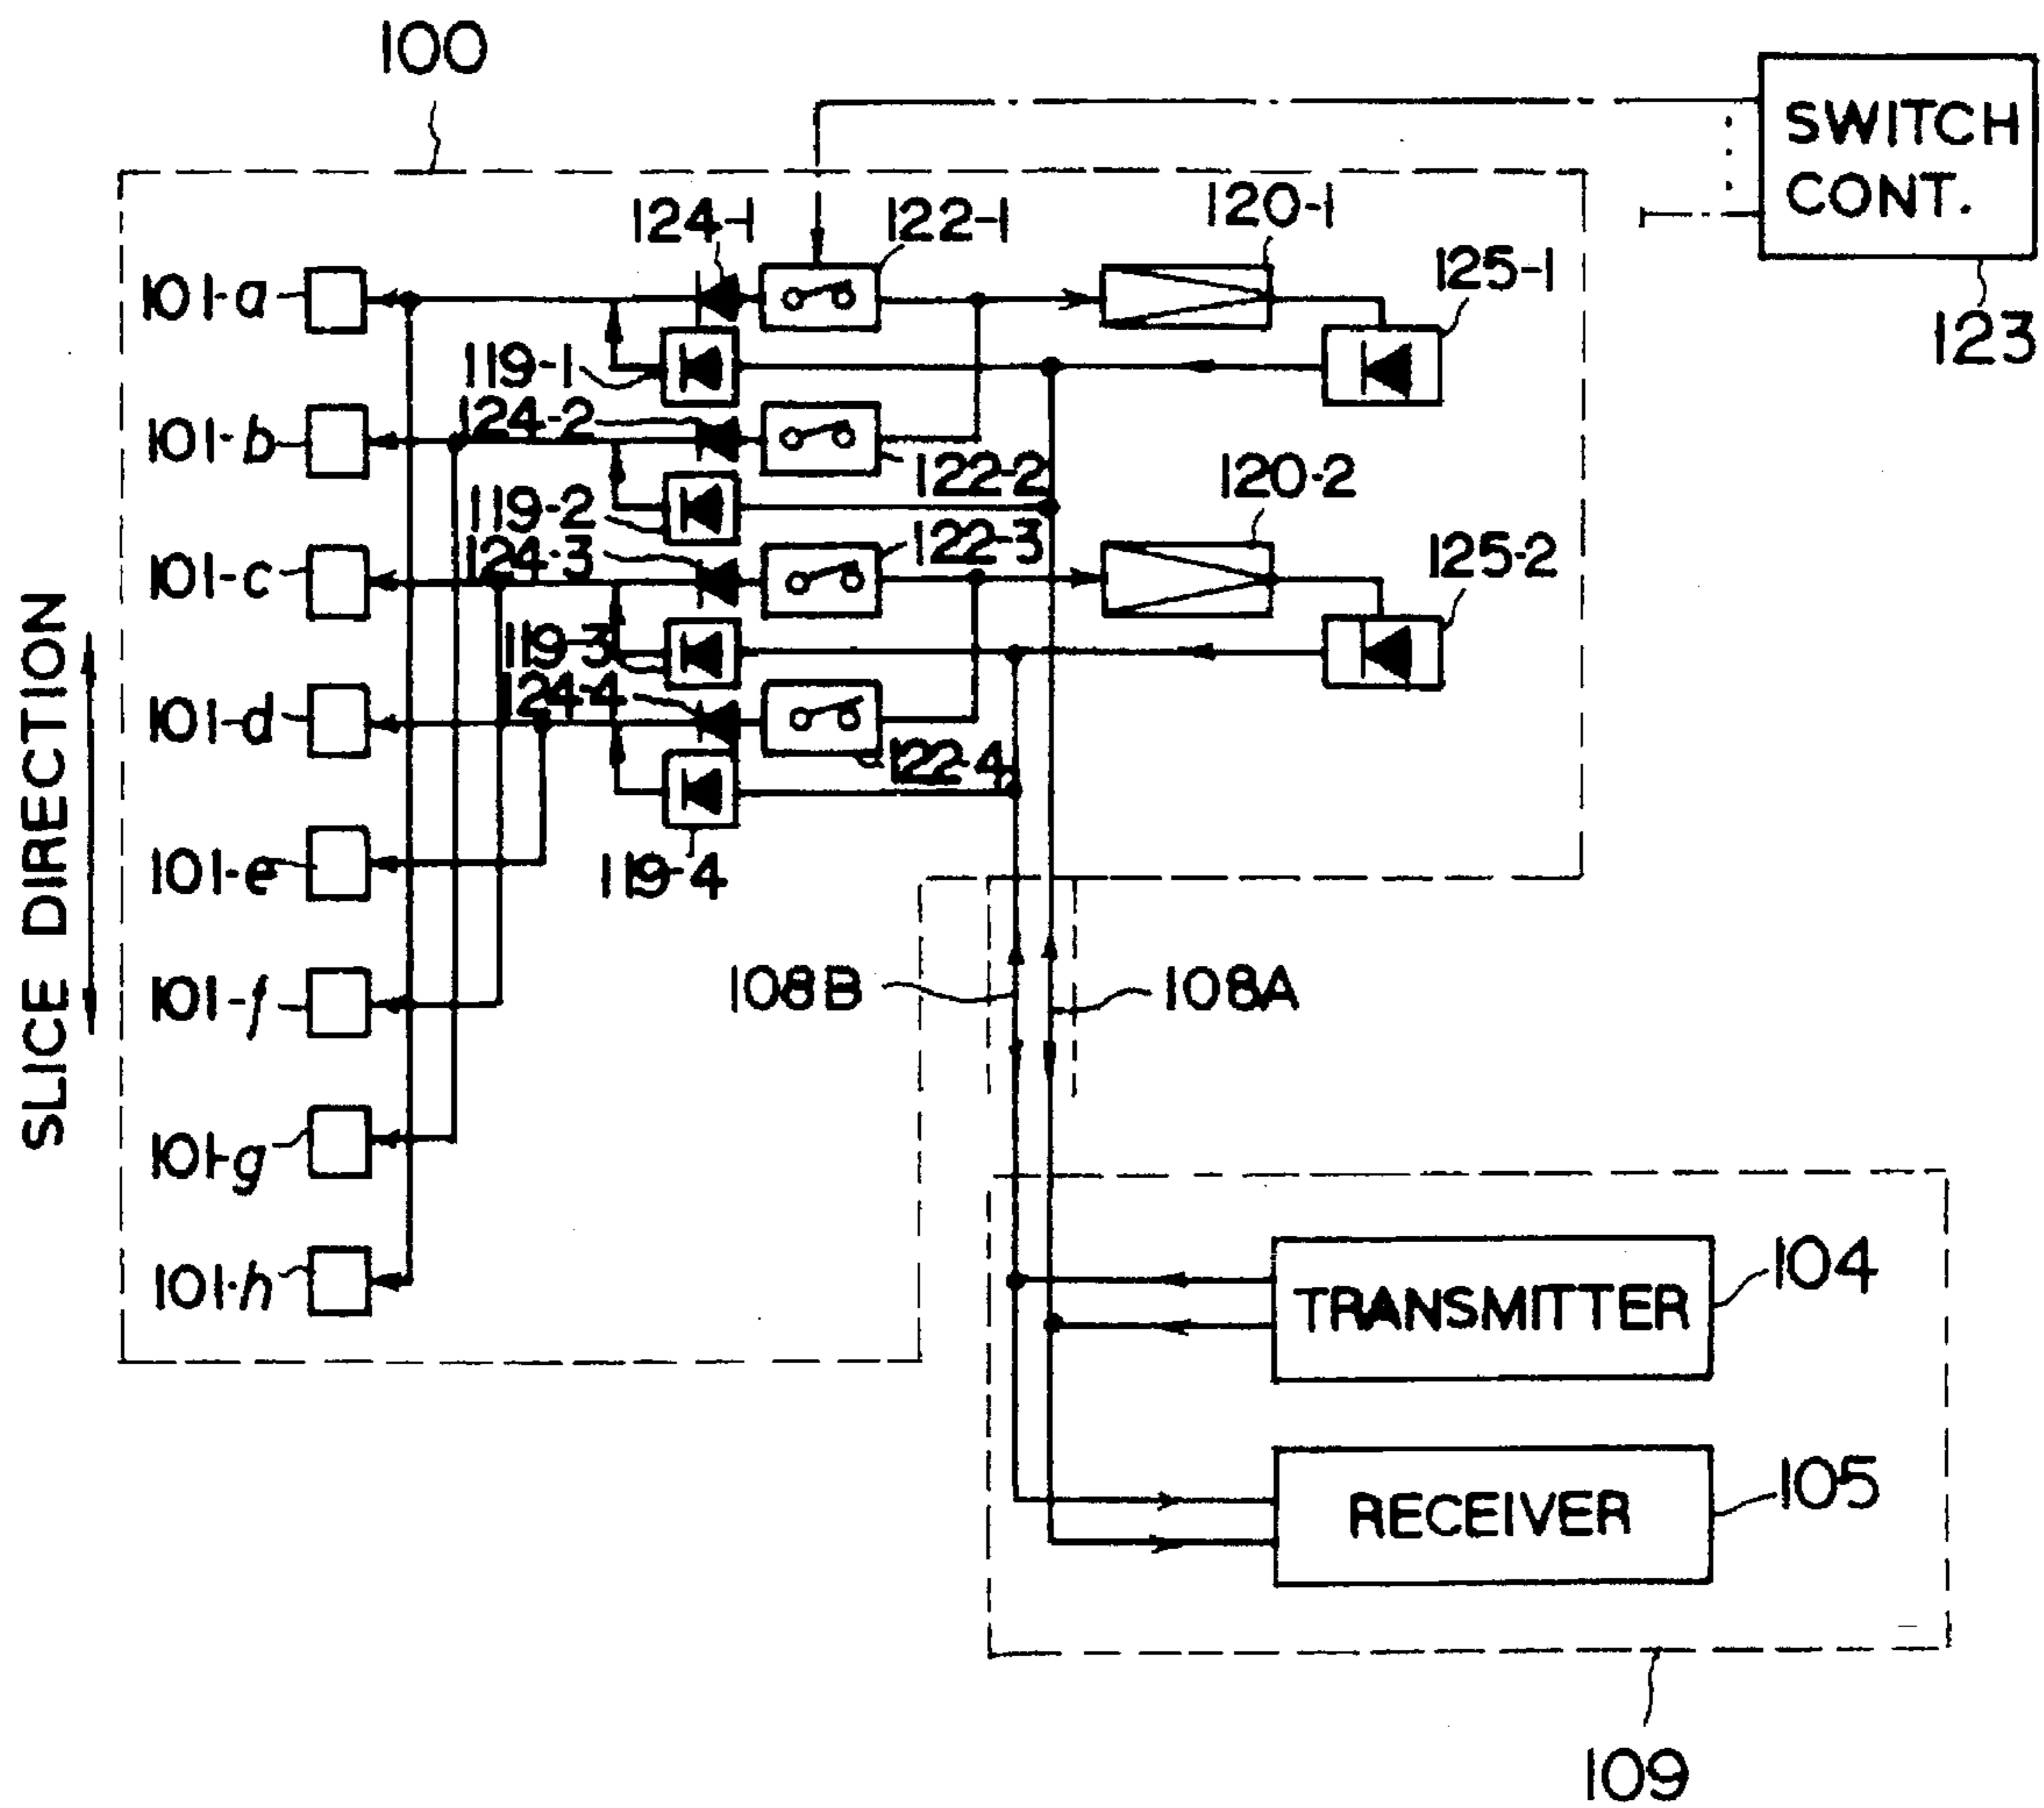 100
SWITCH
CONT.
123
124-1
122-1
120-1
125-1
101-a
119-1
124-2
101-b
122-2
120-2
119-2
124-3
122-3
125-2
101-c
119-3
124-4
101-d
122-4
101-e
119-4
SLICE DIRECTION
101-f
108B
108A
101-g
101-h
TRANSMITTER
104
RECEIVER
105
109